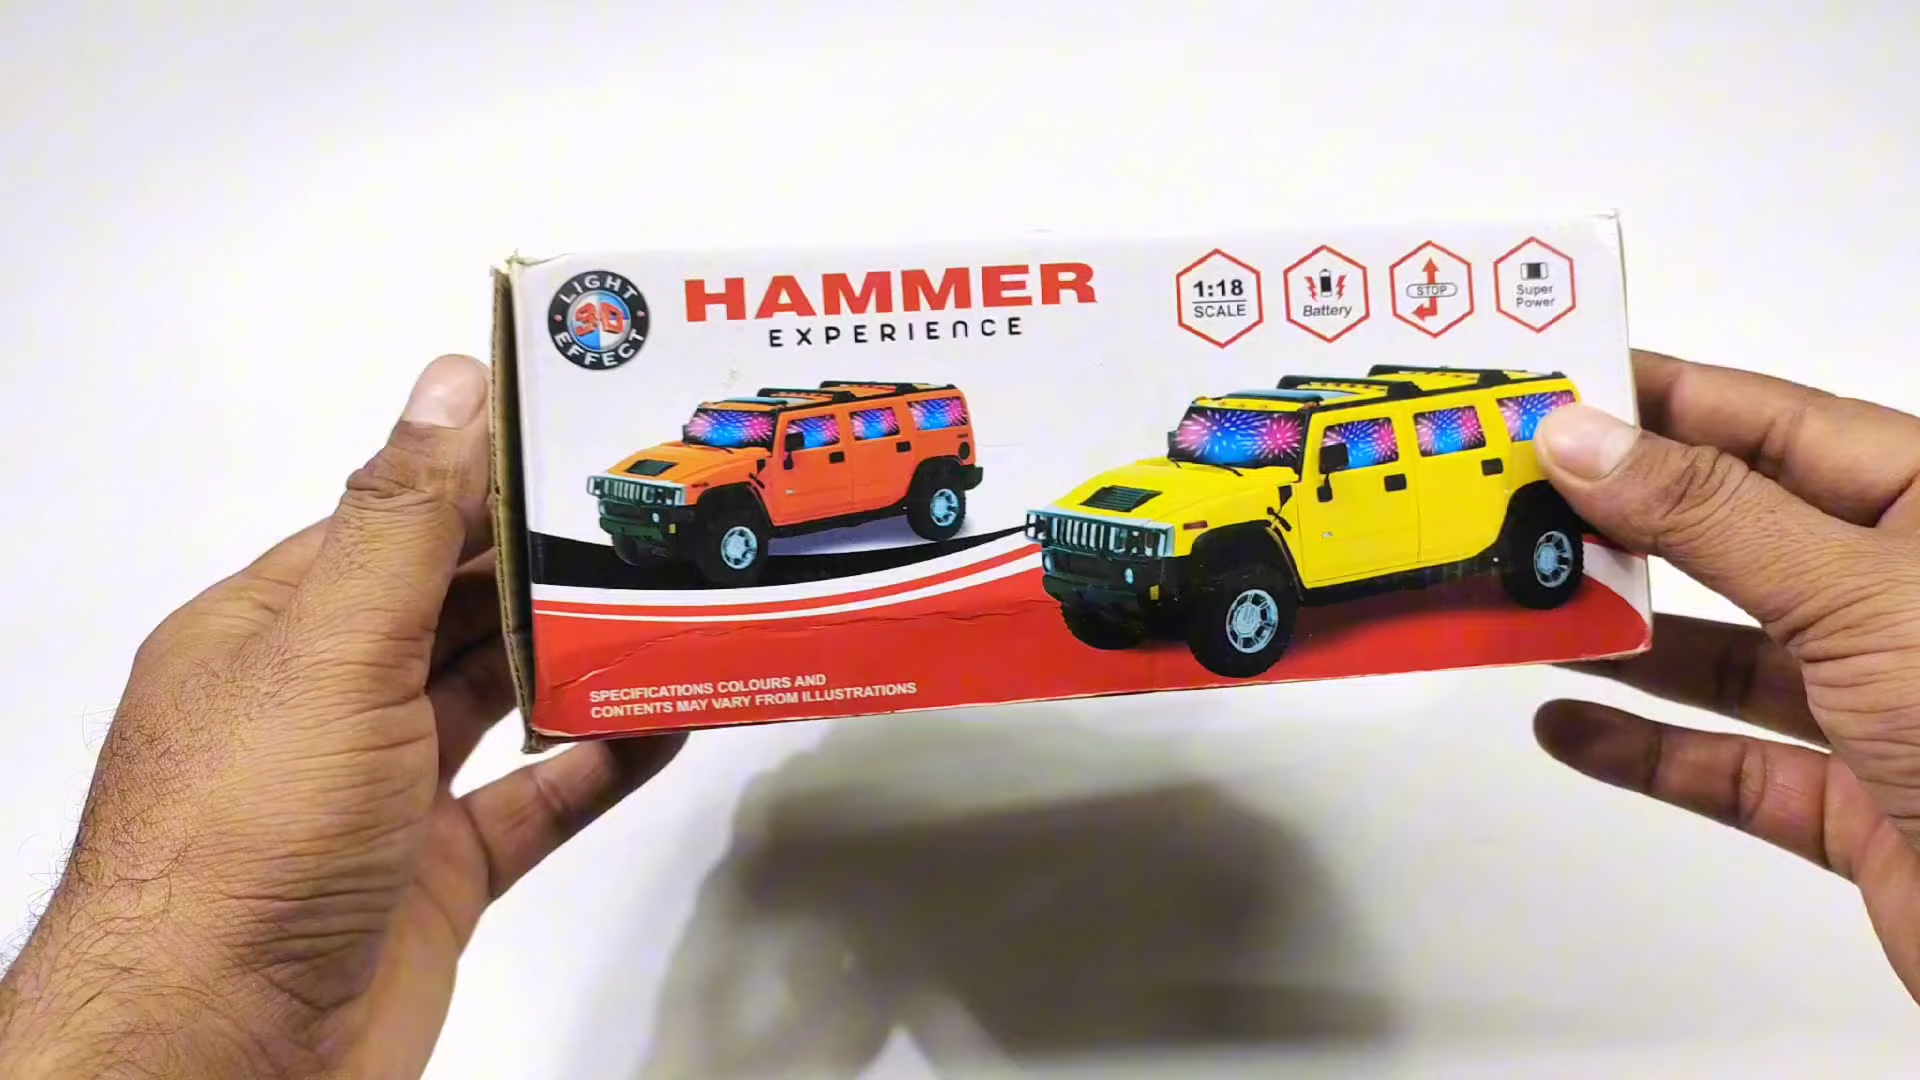 LIGHT
3D
EFFECT
HAMMER
EXPERIENCE
1:18
SCALE
Battery
STOP
Super
Power
SPECIFICATIONS COLOURS AND
CONTENTS MAY VARY FROM ILLUSTRATIONS